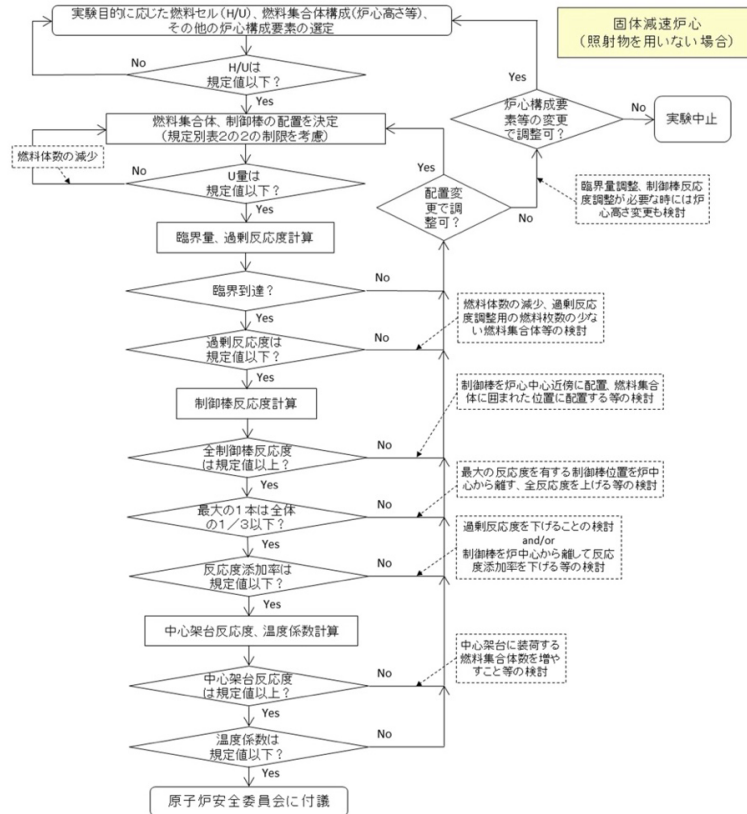 実験目的に応じた燃料セル(H/U)、燃料集合体構成(炉心高さ等)、
その他の炉心構成要素の選定
固体減速炉心
(照射物を用いない場合)
No
H/Uは
規定値以下?
Yes
Yes
炉心構成要
素等の変更
で調整可?
No
実験中止
燃料集合体、制御棒の配置を決定
(規定別表2の2の制限を考慮)
燃料体数の減少
No
U量は
規定値以下?
Yes
Yes
配置変
更で調
整可?
No
臨界量調整、制御棒反応
度調整が必要な時には炉
心高さ変更も検討
臨界量、過剰反応度計算
臨界到達?
No
Yes
過剰反応度は
規定値以下?
No
Yes
燃料体数の減少、過剰反応
度調整用の燃料枚数の少な
い燃料集合体等の検討
制御棒反応度計算
制御棒を炉心中心近傍に配置、燃料集合
体に囲まれた位置に配置する等の検討
全制御棒反応度
は規定値以上?
No
Yes
最大の反応度を有する制御棒位置を炉中
心から離す、全反応度を上げる等の検討
最大の1本は全体
の1/3以下?
No
Yes
過剰反応度を下げることの検討
and/or
制御棒を炉中心から離して反応
度添加率を下げる等の検討
反応度添加率は
規定値以下?
No
Yes
中心架台反応度、温度係数計算
中心架台に装荷する
燃料集合体数を増や
すこと等の検討
中心架台反応度
は規定値以上?
No
Yes
温度係数は
規定値以下?
No
Yes
原子炉安全委員会に付議